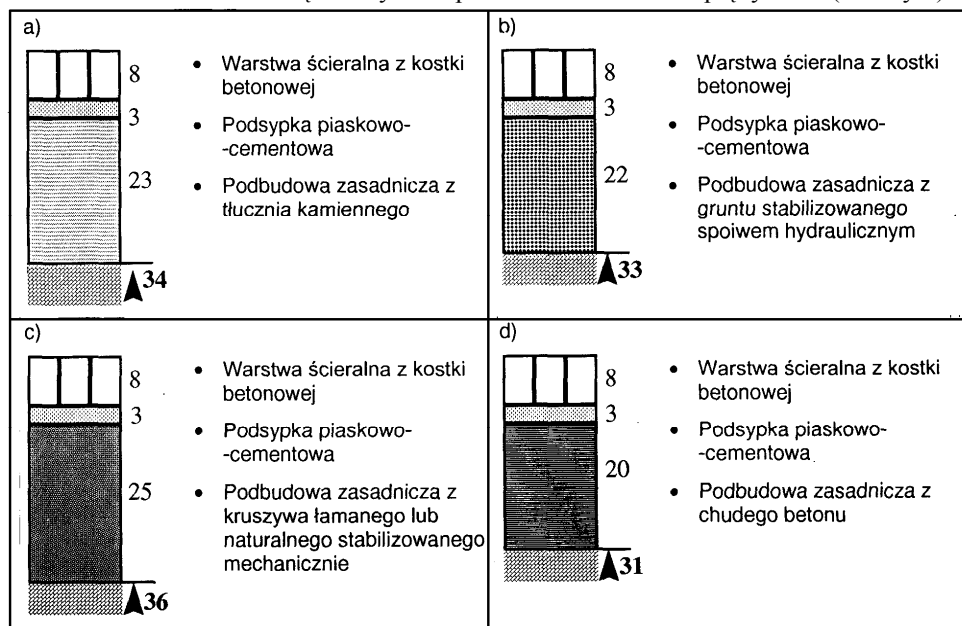 a)
8
3
23
34
• Warstwa ścieralna z kostki
betonowej
• Podsypka piaskowo-
-cementowa
• Podbudowa zasadnicza z
tłucznia kamiennego
b)
8
3
22
33
• Warstwa ścieralna z kostki
betonowej
• Podsypka piaskowo-
-cementowa
• Podbudowa zasadnicza z
gruntu stabilizowanego
spoiwem hydraulicznym
c)
8
3
25
36
• Warstwa ścieralna z kostki
betonowej
• Podsypka piaskowo-
-cementowa
• Podbudowa zasadnicza z
kruszywa łamanego lub
naturalnego stabilizowanego
mechanicznie
d)
8
3
20
31
• Warstwa ścieralna z kostki
betonowej
• Podsypka piaskowo-
-cementowa
• Podbudowa zasadnicza z
chudego betonu